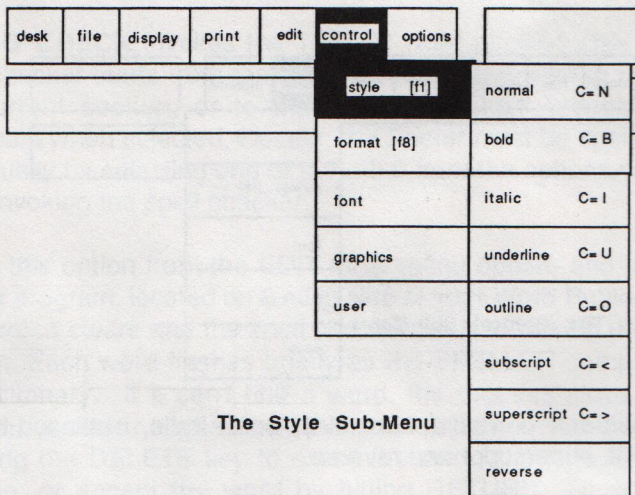 desk file display print edit control options
style [f1]
format [f8]
font
graphics
user
normal C= N
bold C= B
italic C= I
underline C= U
outline C= O
subscript C= <
superscript C= >
reverse
The Style Sub-Menu